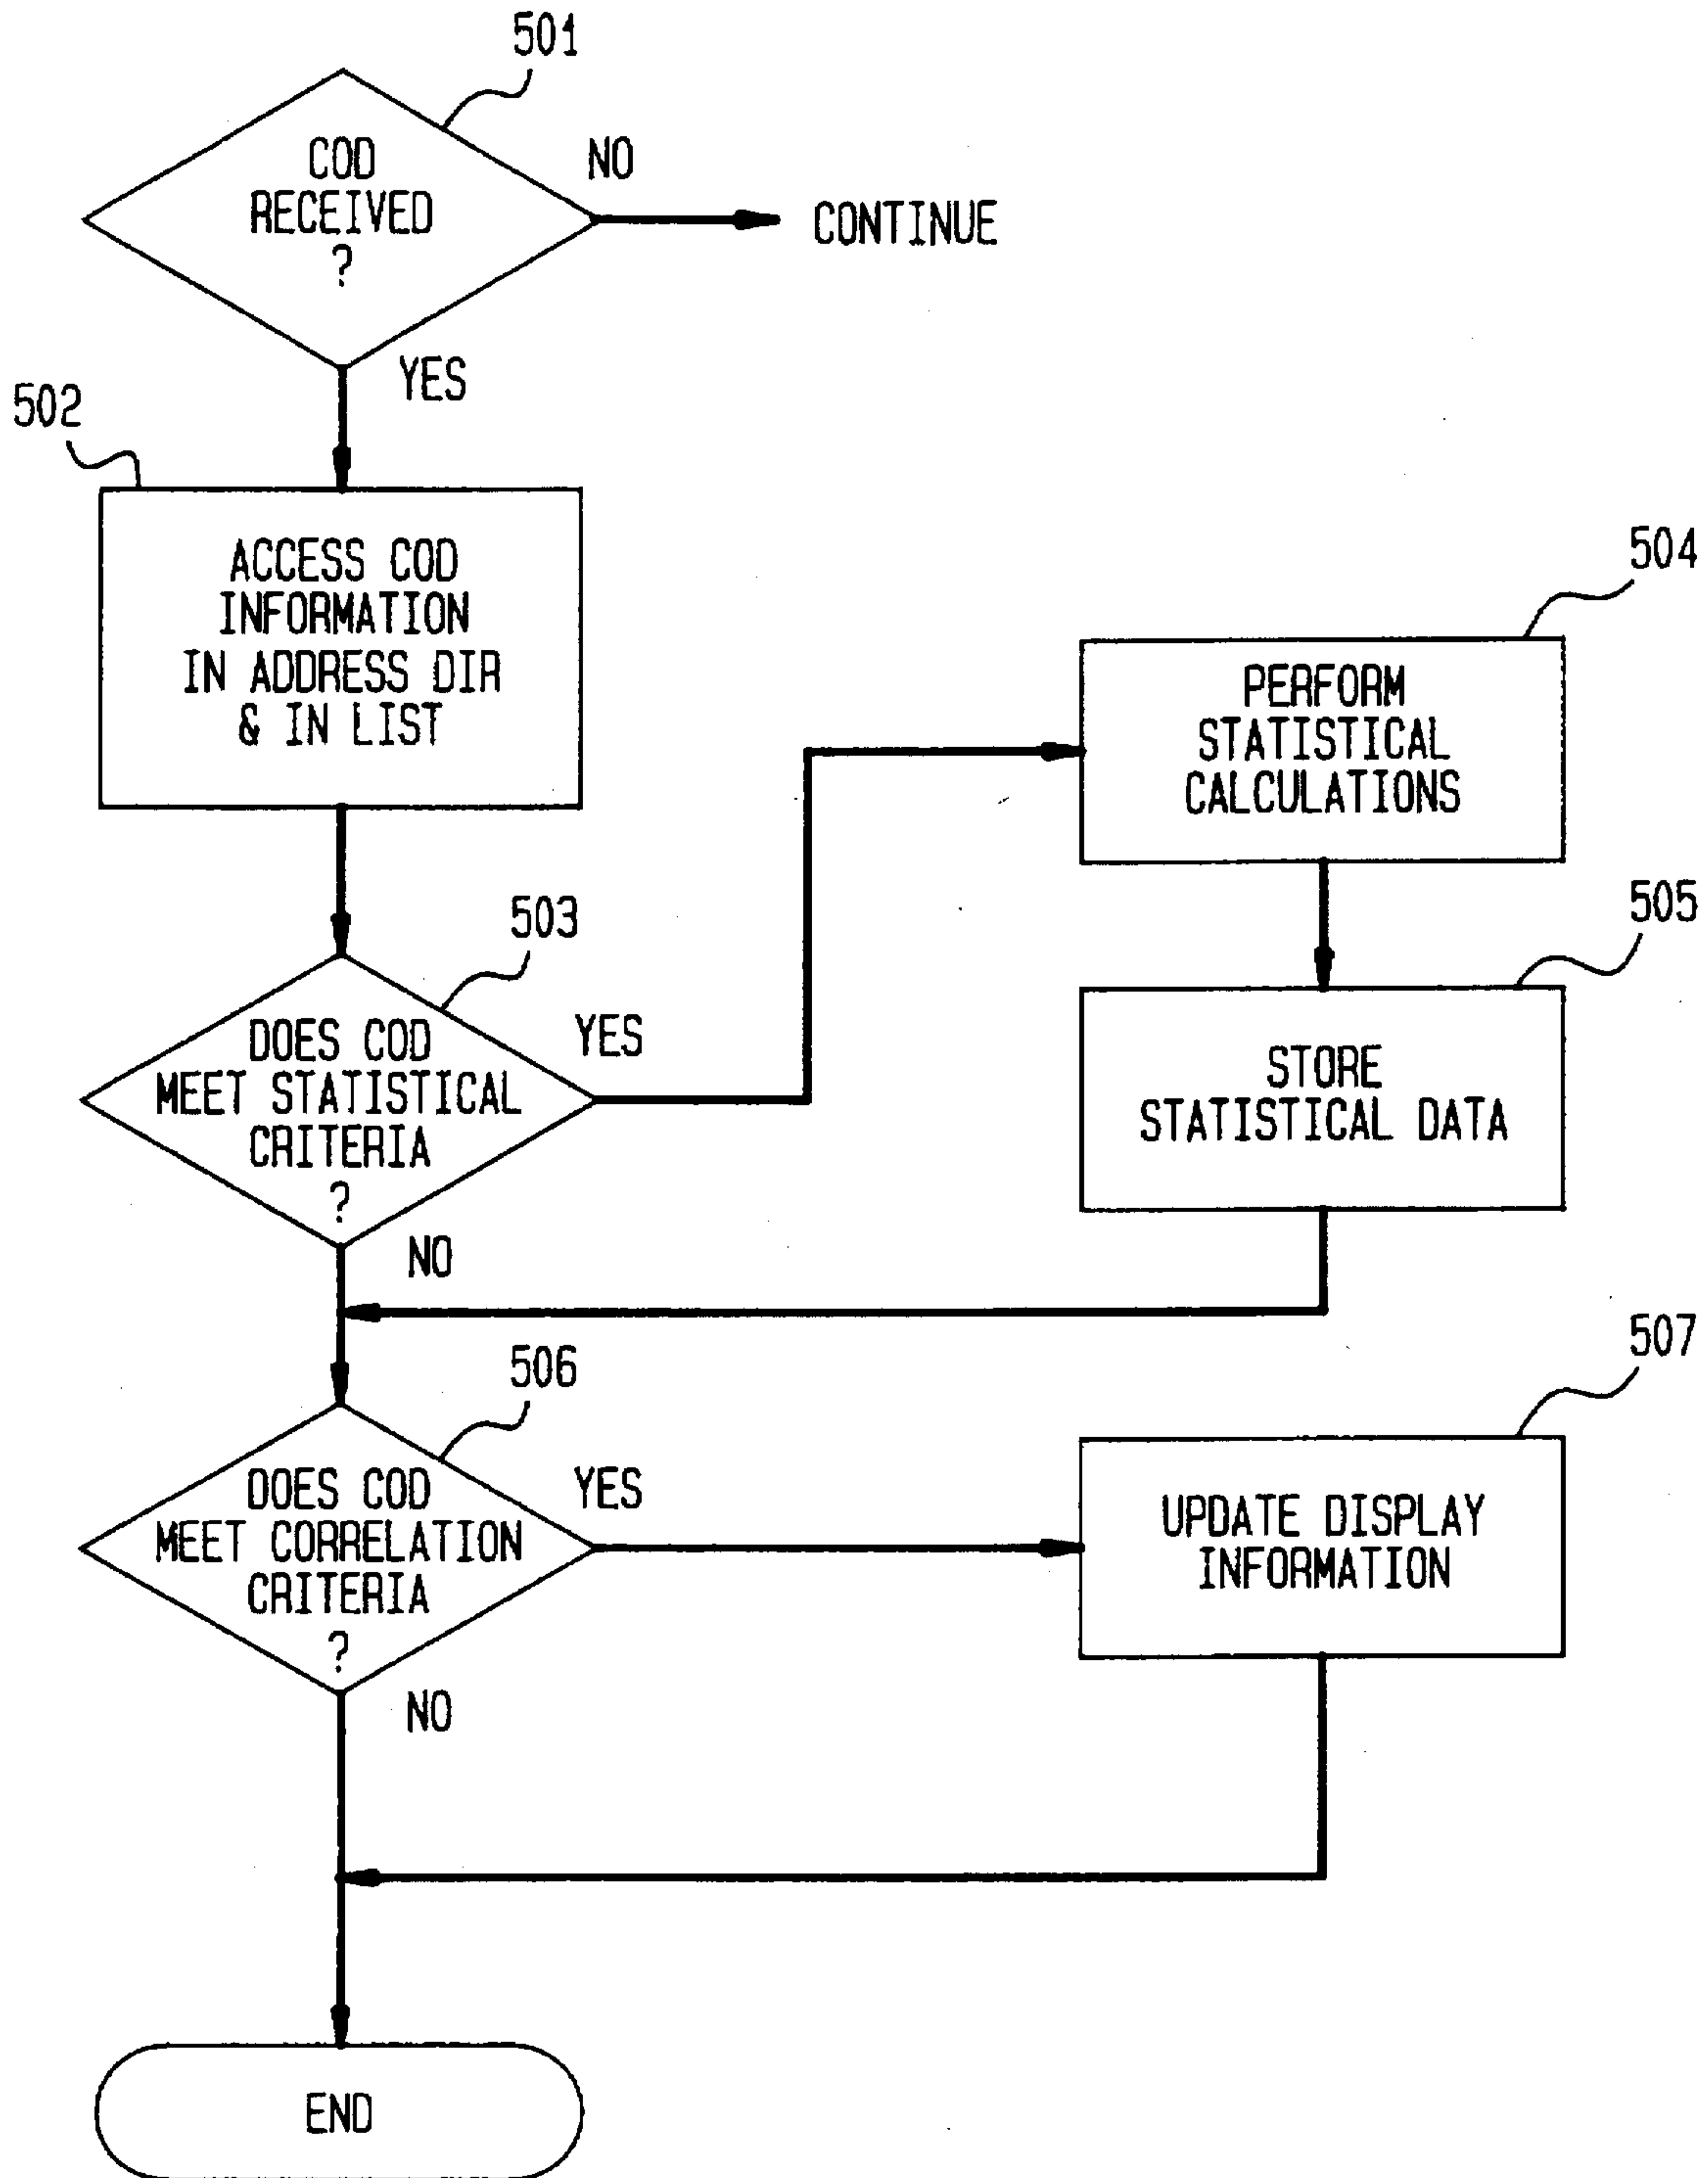 501
COD
RECEIVED
?
NO
CONTINUE
YES
502
ACCESS COD
INFORMATION
IN ADDRESS DIR
& IN LIST
503
DOES COD
MEET STATISTICAL
CRITERIA
?
YES
NO
504
PERFORM
STATISTICAL
CALCULATIONS
505
STORE
STATISTICAL DATA
506
DOES COD
MEET CORRELATION
CRITERIA
?
YES
NO
507
UPDATE DISPLAY
INFORMATION
END